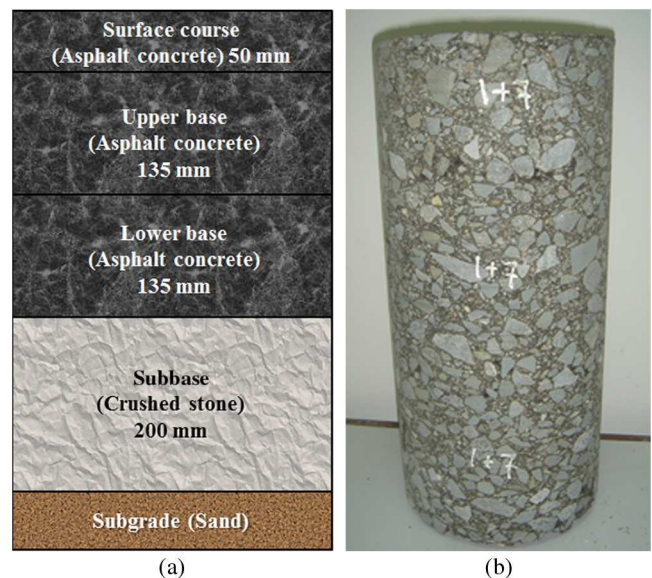 Surface course
(Asphalt concrete) 50 mm
Upper base
(Asphalt concrete)
135 mm
Lower base
(Asphalt concrete)
135 mm
Subbase
(Crushed stone)
200 mm
Subgrade (Sand)
(a)
1+7
1+7
1+7
(b)